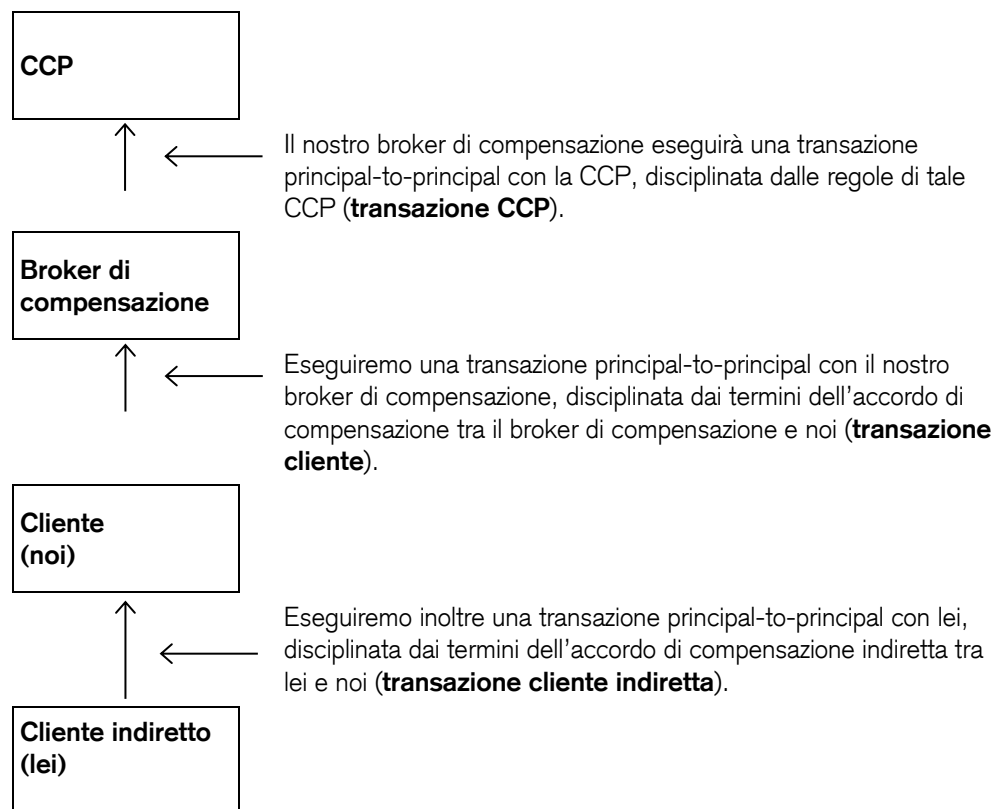 CCP
Il nostro broker di compensazione eseguirà una transazione
principal-to-principal con la CCP, disciplinata dalle regole di tale
CCP (transazione CCP).
Broker di
compensazione
Eseguiremo una transazione principal-to-principal con il nostro
broker di compensazione, disciplinata dai termini dell’accordo di
compensazione tra il broker di compensazione e noi (transazione
cliente).
Cliente
(noi)
Eseguiremo inoltre una transazione principal-to-principal con lei,
disciplinata dai termini dell’accordo di compensazione indiretta tra
lei e noi (transazione cliente indiretta).
Cliente indiretto
(lei)